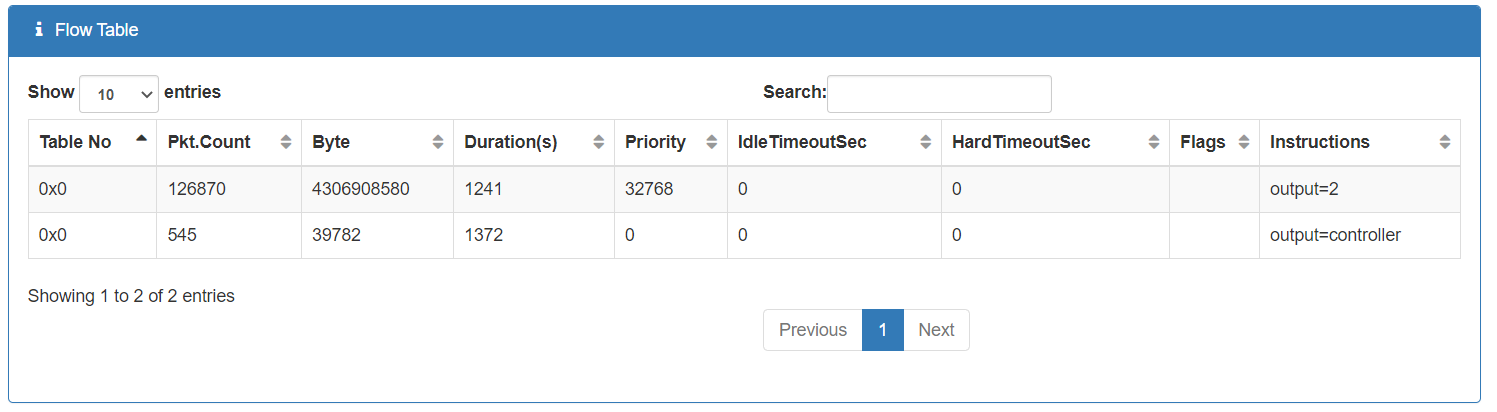 Flow Table
Show 10 entries Search:
Table No Pkt.Count Byte Duration(s) Priority IdleTimeoutSec HardTimeoutSec Flags Instructions
0x0 126870 4306908580 1241 32768 0 0 output=2
0x0 545 39782 1372 0 0 0 output=controller
Showing 1 to 2 of 2 entries
Previous 1 Next